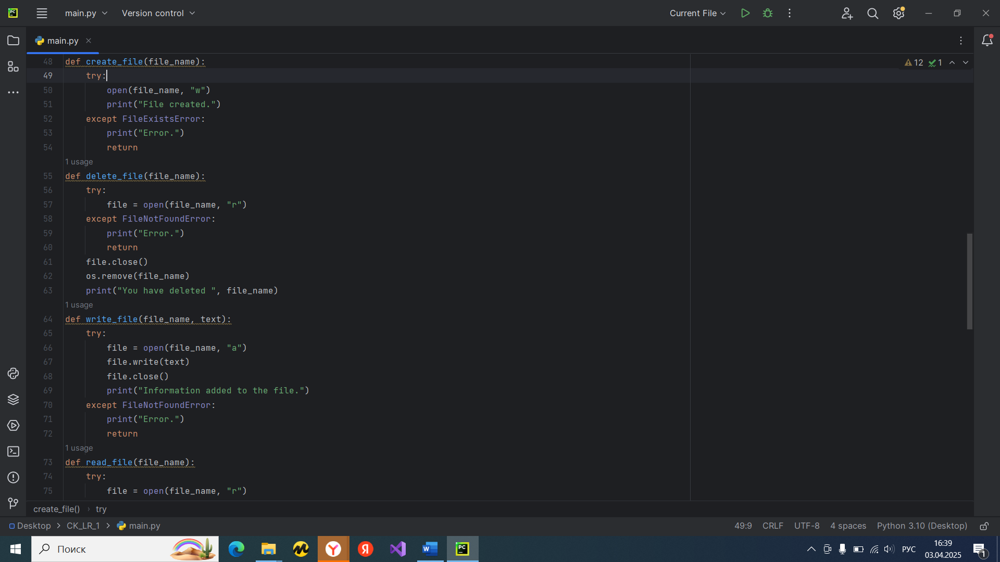 PC
main.py
Version control
Current File
main.py
48 def create_file(file_name):
12 1
49 try:
50 open(file_name, "w")
51 print("File created.")
52 except FileExistsError:
53 print("Error.")
54 return
1 usage
55 def delete_file(file_name):
56 try:
57 file = open(file_name, "r")
58 except FileNotFoundError:
59 print("Error.")
60 return
61 file.close()
62 os.remove(file_name)
63 print("You have deleted ", file_name)
1 usage
64 def write_file(file_name, text):
65 try:
66 file = open(file_name, "a")
67 file.write(text)
68 file.close()
69 print("Information added to the file.")
70 except FileNotFoundError:
71 print("Error.")
72 return
1 usage
73 def read_file(file_name):
74 try:
75 file = open(file_name, "r")
create_file() › try
Desktop > CK_LR_1 > main.py
49:9 CRLF UTF-8 4 spaces Python 3.10 (Desktop)
Поиск
Y
Я
W
PC
РУС
16:39
03.04.2025
1